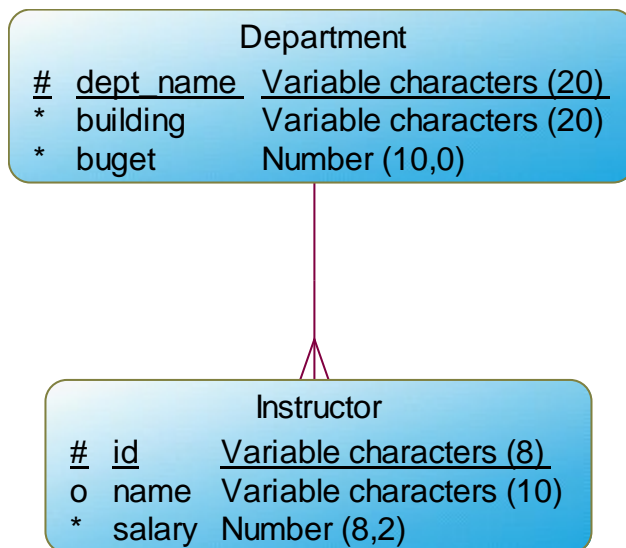 Department
# dept_name Variable characters (20)
* building Variable characters (20)
* buget Number (10,0)
Instructor
# id Variable characters (8)
o name Variable characters (10)
* salary Number (8,2)